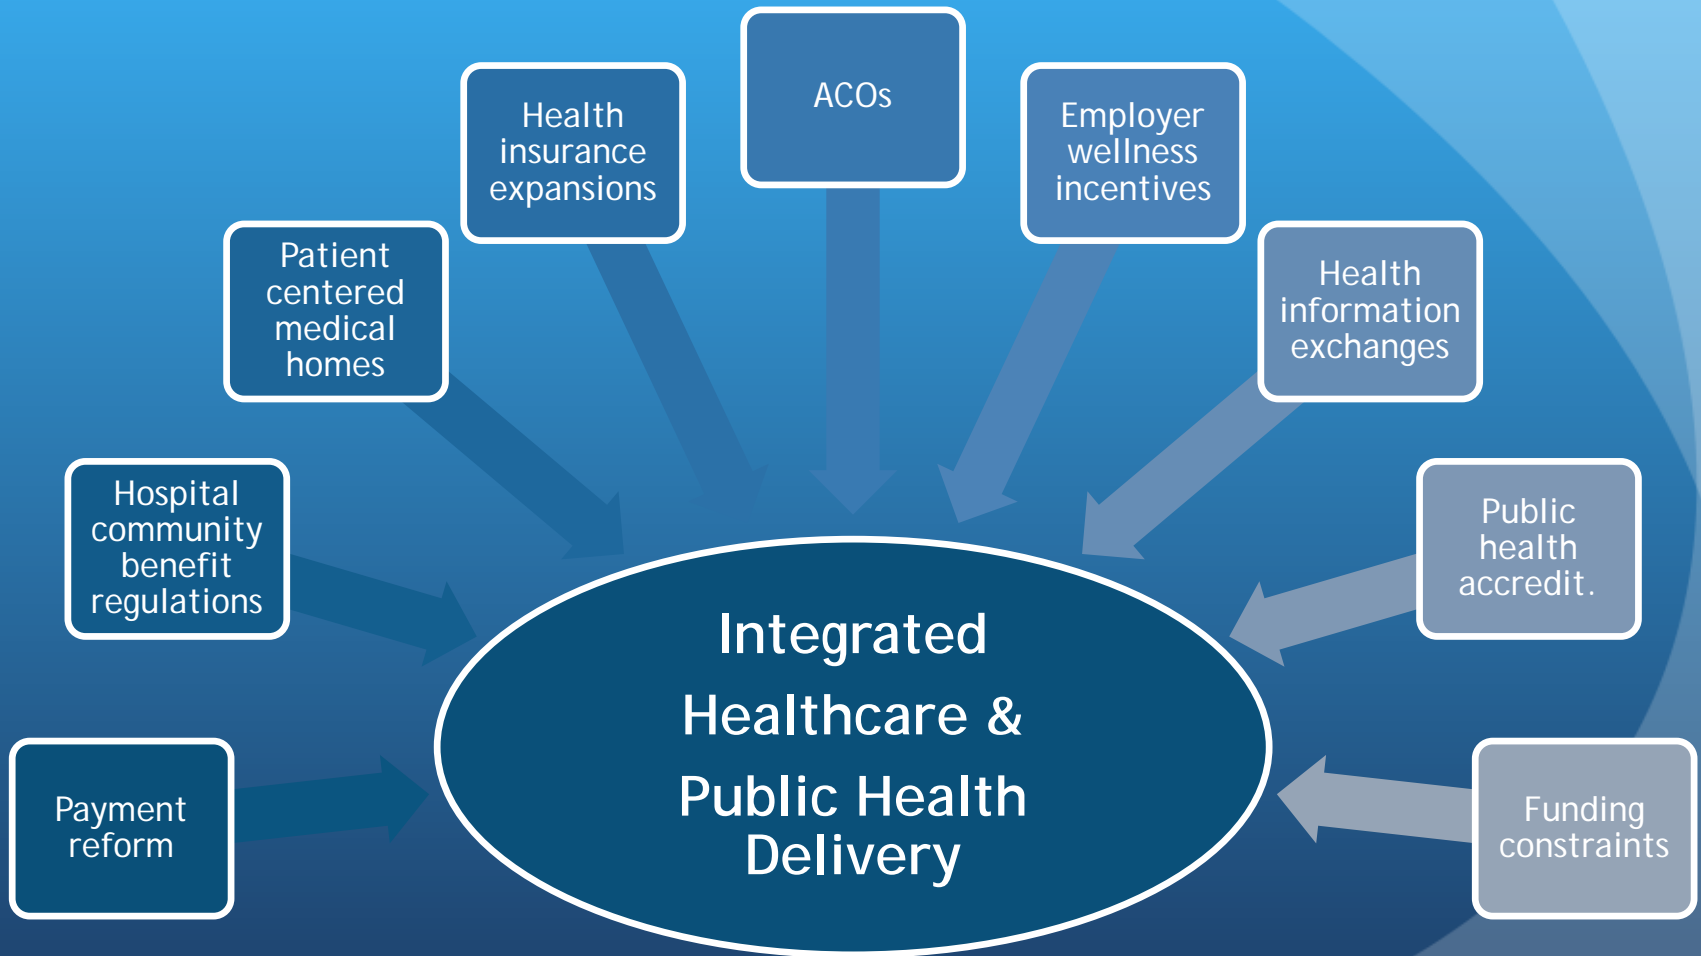 ACOs
Health
insurance
expansions
Employer
wellness
incentives
Patient
centered
medical
homes
Health
information
exchanges
Hospital
community
benefit
regulations
Public
health
accredit.
Payment
reform
Funding
constraints
Integrated
Healthcare &
Public Health
Delivery